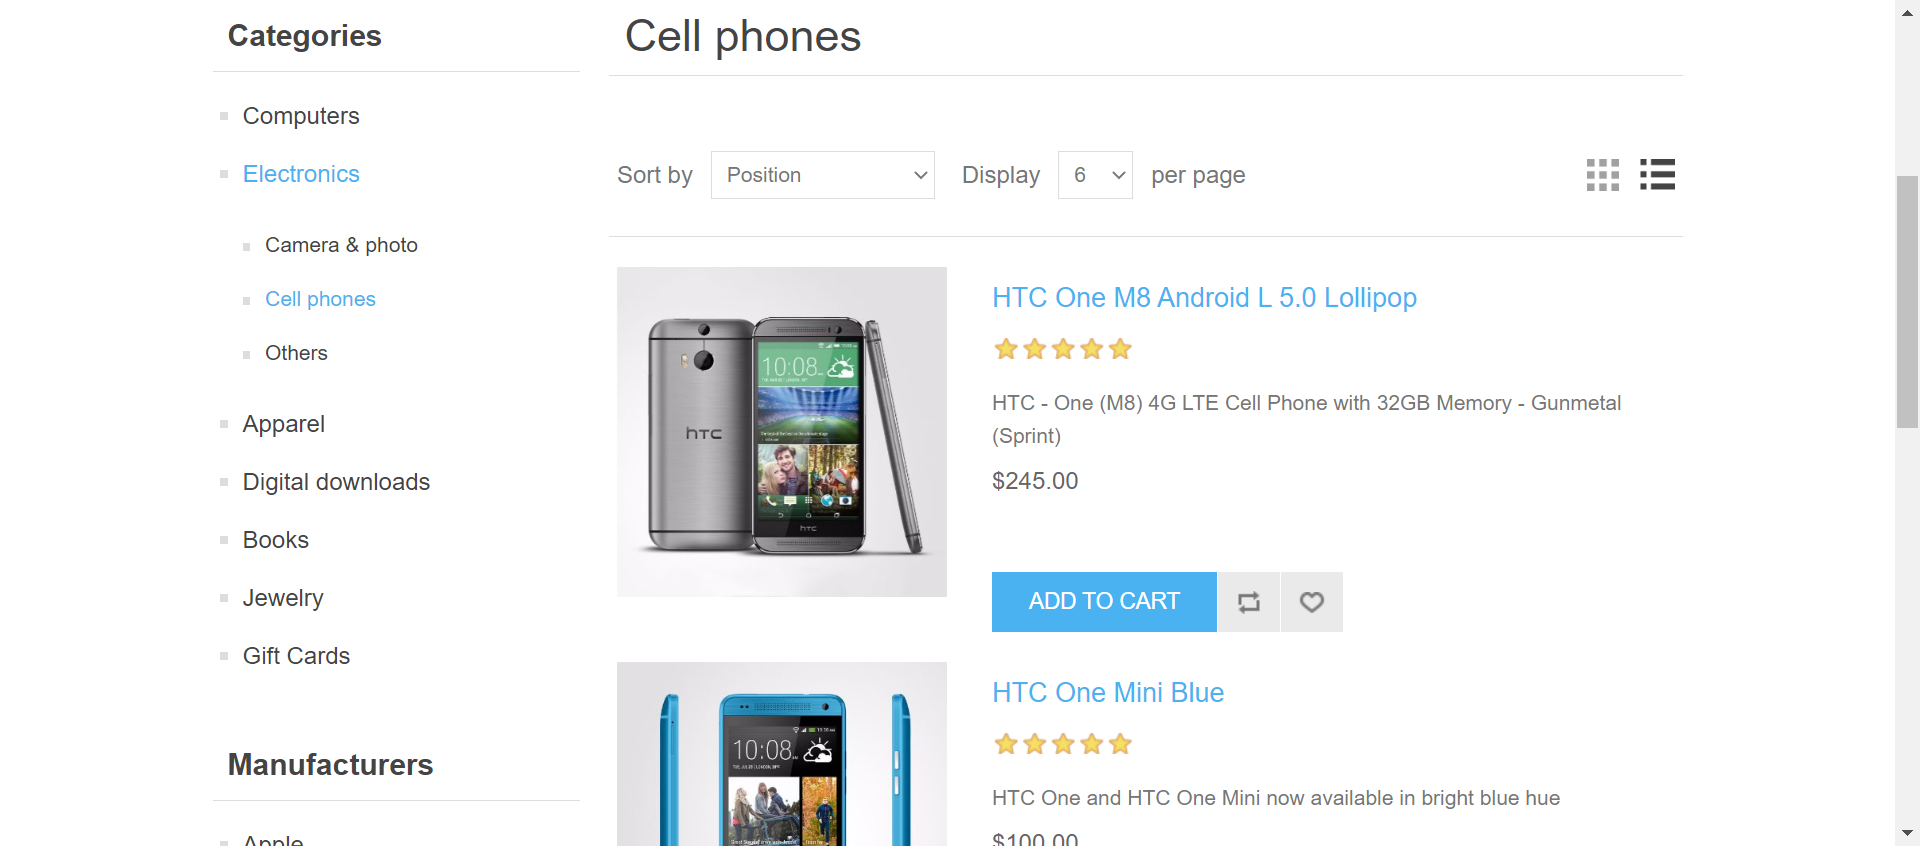 Categories
Computers
Electronics
Camera & photo
Cell phones
Others
Apparel
Digital downloads
Books
Jewelry
Gift Cards
Manufacturers
Apple
Cell phones
Sort by Position Display 6 per page
hTC
10:08
hTC
HTC One M8 Android L 5.0 Lollipop
HTC - One (M8) 4G LTE Cell Phone with 32GB Memory - Gunmetal
(Sprint)
$245.00
ADD TO CART
10:08
HTC One Mini Blue
HTC One and HTC One Mini now available in bright blue hue
$100.00